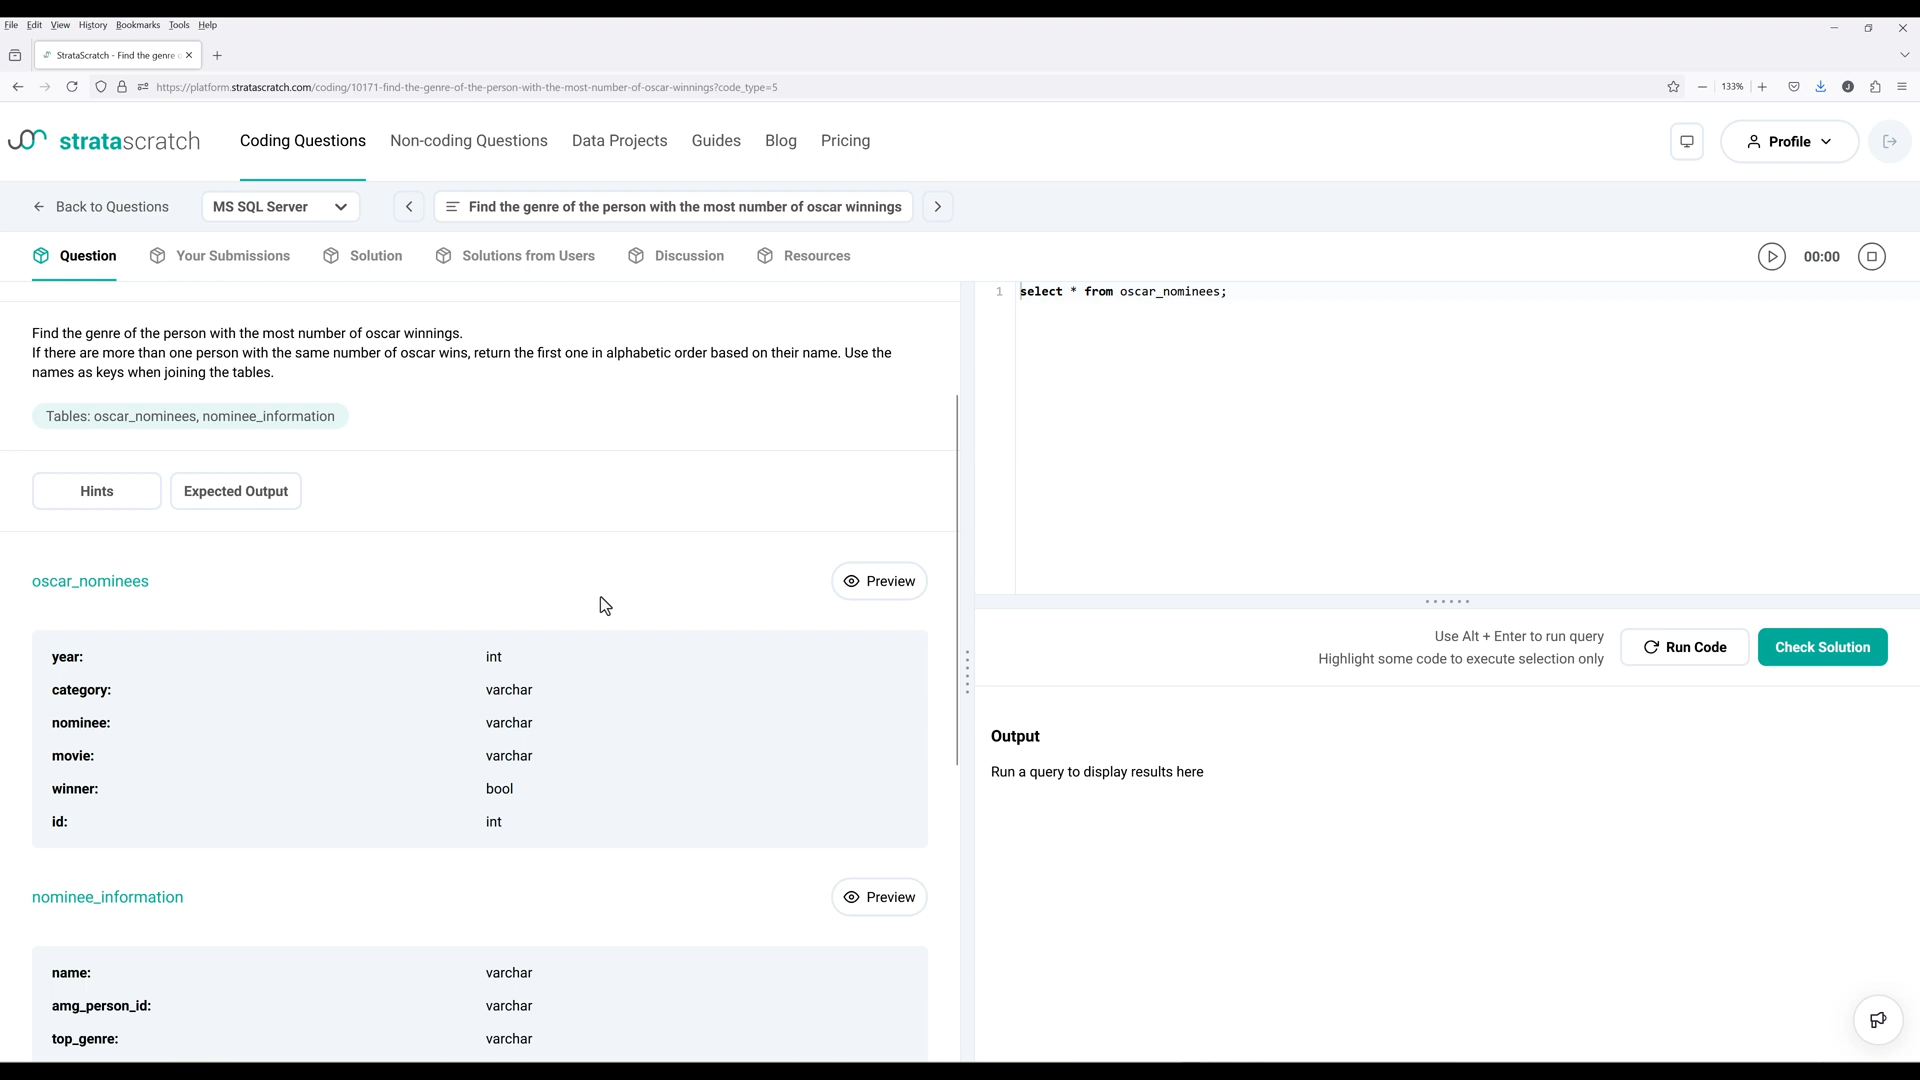 File Edit View History Bookmarks Tools Help
StrataScratch - Find the genre o
https://platform.stratascratch.com/coding/10171-find-the-genre-of-the-person-with-the-most-number-of-oscar-winnings?code_type=5
133%
stratascratch
Coding Questions Non-coding Questions Data Projects Guides Blog Pricing
Profile
Back to Questions
MS SQL Server
Find the genre of the person with the most number of oscar winnings
Question Your Submissions Solution Solutions from Users Discussion Resources
00:00
Find the genre of the person with the most number of oscar winnings.
If there are more than one person with the same number of oscar wins, return the first one in alphabetic order based on their name. Use the
names as keys when joining the tables.
Tables: oscar_nominees, nominee_information
Hints Expected Output
oscar_nominees
Preview
year: int
category: varchar
nominee: varchar
movie: varchar
winner: bool
id: int
nominee_information
Preview
name: varchar
amg_person_id: varchar
top_genre: varchar
1 select * from oscar_nominees;
Use Alt + Enter to run query
Highlight some code to execute selection only
Run Code
Check Solution
Output
Run a query to display results here